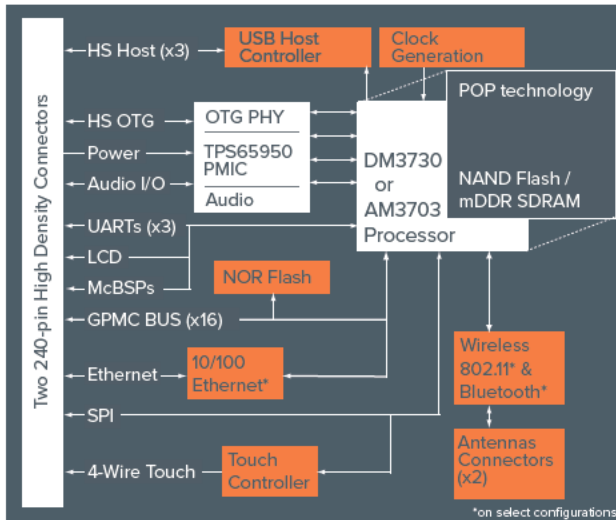 Two 240-pin High Density Connectors
HS Host (x3)
USB Host
Controller
Clock
Generation
POP technology
NAND Flash /
mDDR SDRAM
HS OTG
Power
Audio I/O
OTG PHY
TPS65950
PMIC
Audio
DM3730
or
AM3703
Processor
UARTs (x3)
LCD
McBSPs
GPMC BUS (x16)
NOR Flash
Ethernet
10/100
Ethernet*
Wireless
802.11* &
Bluetooth*
SPI
4-Wire Touch
Touch
Controller
Antennas
Connectors
(x2)
*on select configurations